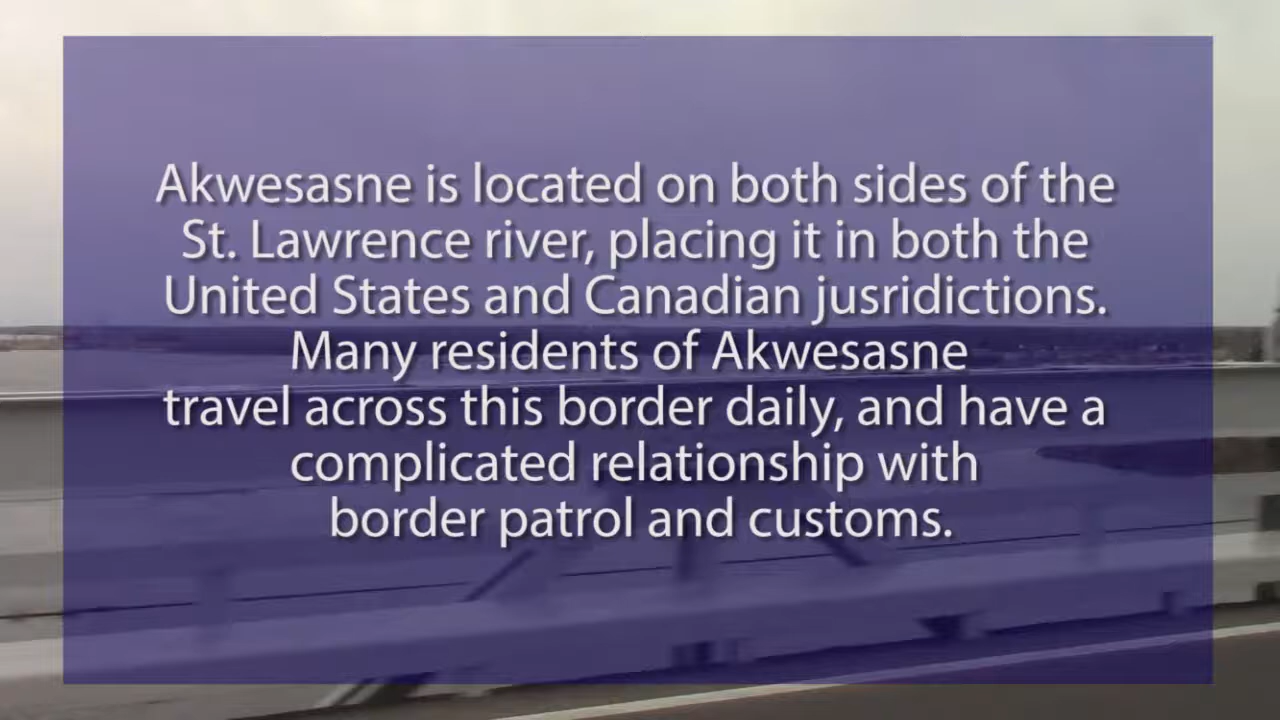 Akwesasne is located on both sides of the
St. Lawrence river, placing it in both the
United States and Canadian jusridictions.
Many residents of Akwesasne
travel across this border daily, and have a
complicated relationship with
border patrol and customs.